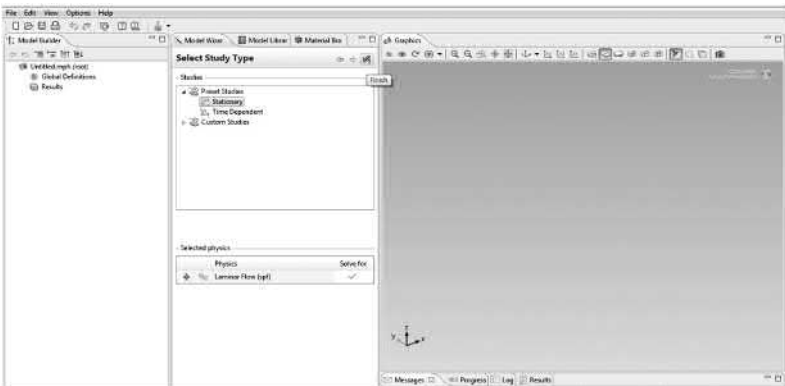 File Edit View Options Help
Model Builder
Untitled.mph (root)
Global Definitions
Results
Model Wizar Model Librar Material Bro
Select Study Type
Finish
Studies
Preset Studies
Stationary
Time Dependent
Custom Studies
Selected physics
Physics Solve for
Laminar Flow (spf)
Graphics
z
y x
Messages Progress Log Results